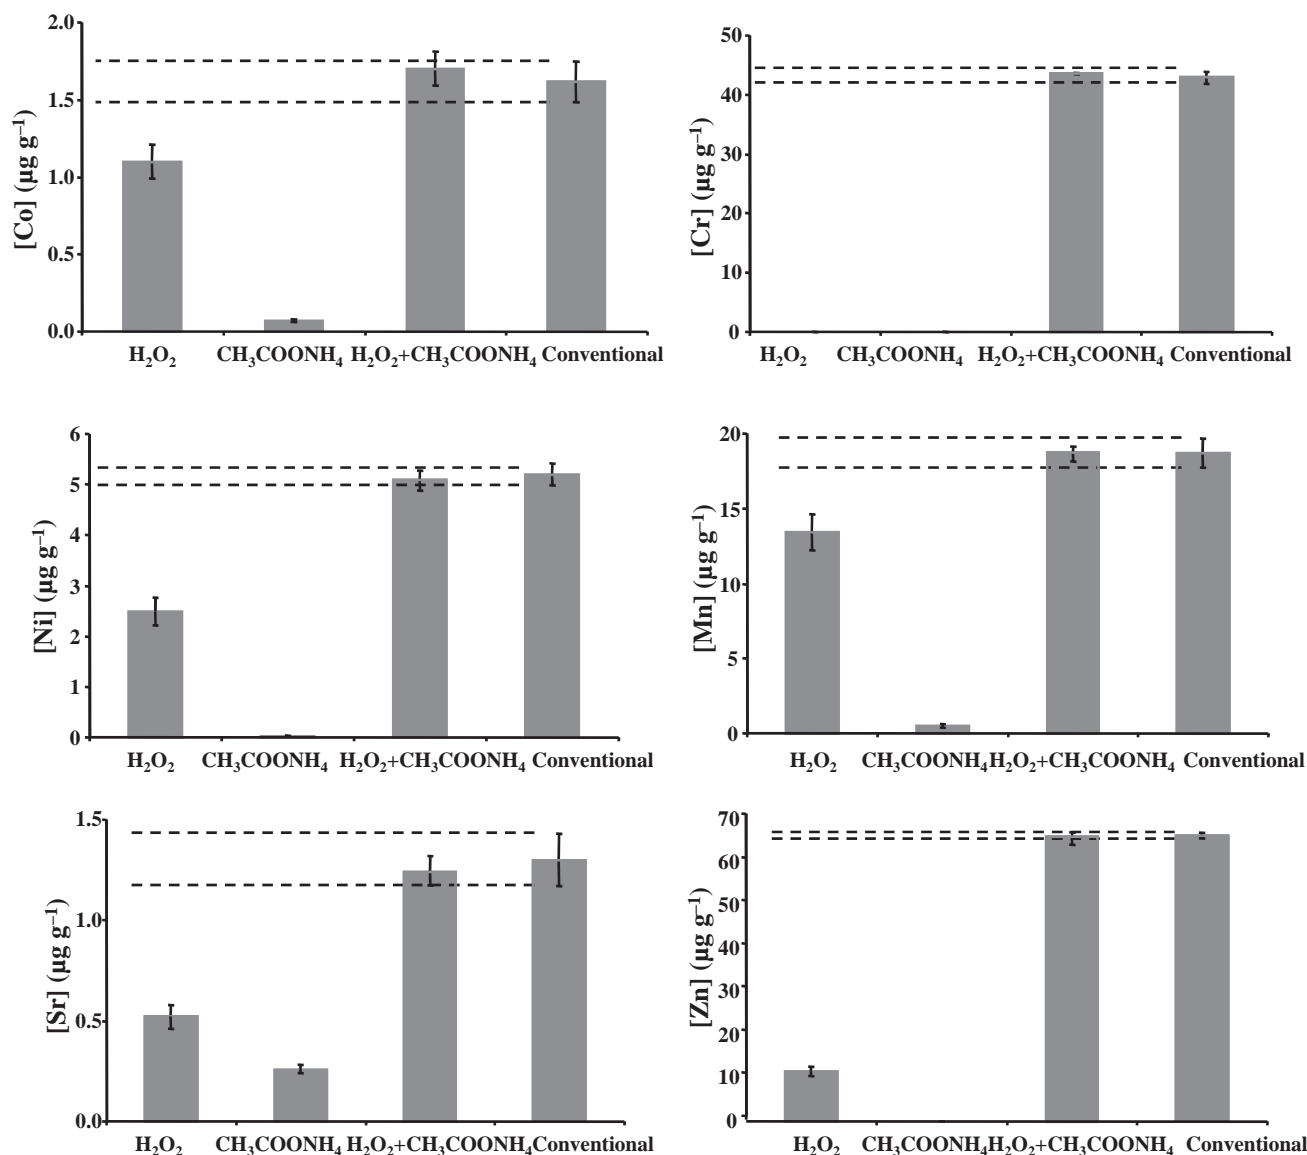 2.0
1.5
1.0
0.5
0.0
[Co] (µg g⁻¹)
H₂O₂ CH₃COONH₄ H₂O₂+CH₃COONH₄ Conventional
50
40
30
20
10
0
[Cr] (µg g⁻¹)
H₂O₂ CH₃COONH₄ H₂O₂+CH₃COONH₄ Conventional
6
5
4
3
2
1
0
[Ni] (µg g⁻¹)
H₂O₂ CH₃COONH₄ H₂O₂+CH₃COONH₄ Conventional
20
15
10
5
0
[Mn] (µg g⁻¹)
H₂O₂ CH₃COONH₄ H₂O₂+CH₃COONH₄ Conventional
1.5
1.0
0.5
0.0
[Sr] (µg g⁻¹)
H₂O₂ CH₃COONH₄ H₂O₂+CH₃COONH₄ Conventional
70
60
50
40
30
20
10
0
[Zn] (µg g⁻¹)
H₂O₂ CH₃COONH₄ H₂O₂+CH₃COONH₄ Conventional